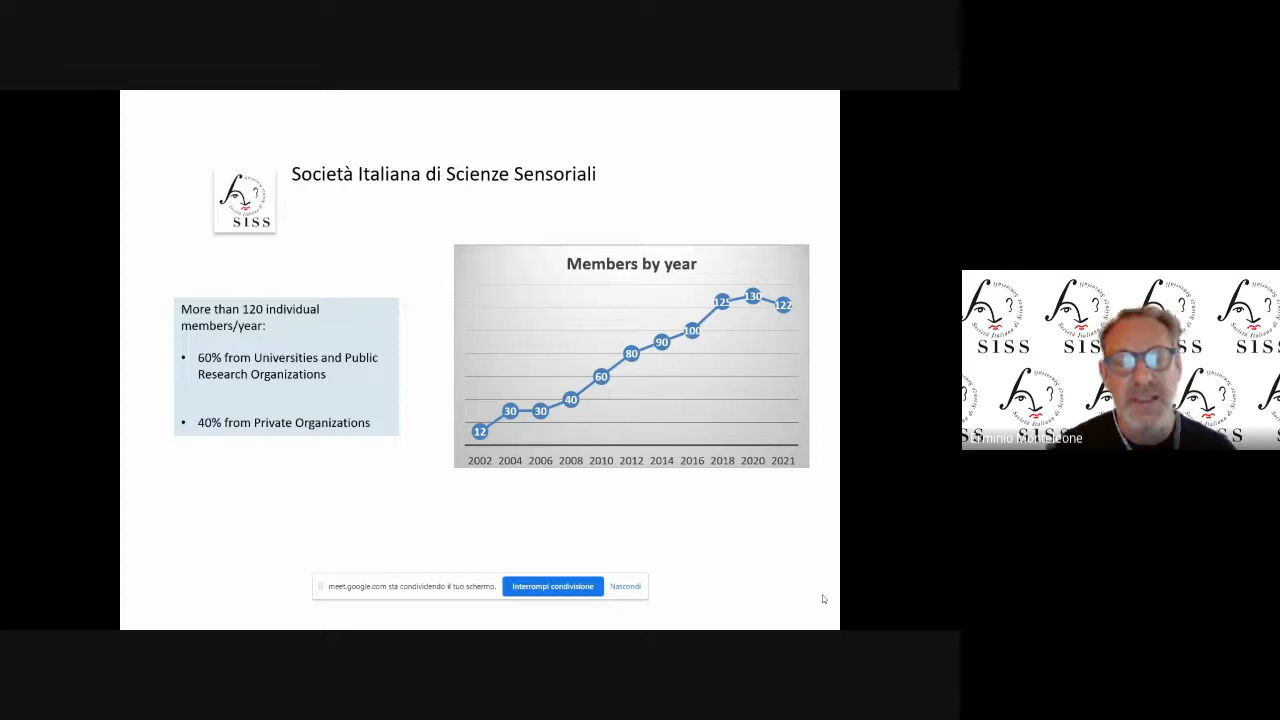 Società Italiana di Scienze Sensoriali
SISS
Members by year
More than 120 individual
members/year:
• 60% from Universities and Public
Research Organizations
• 40% from Private Organizations
12
30
30
40
60
80
90
100
125
130
122
2002 2004 2006 2008 2010 2012 2014 2016 2018 2020 2021
meet.google.com sta condividendo il tuo schermo.
Interrompi condivisione
Nascondi
SISS
Erminio Monteleone